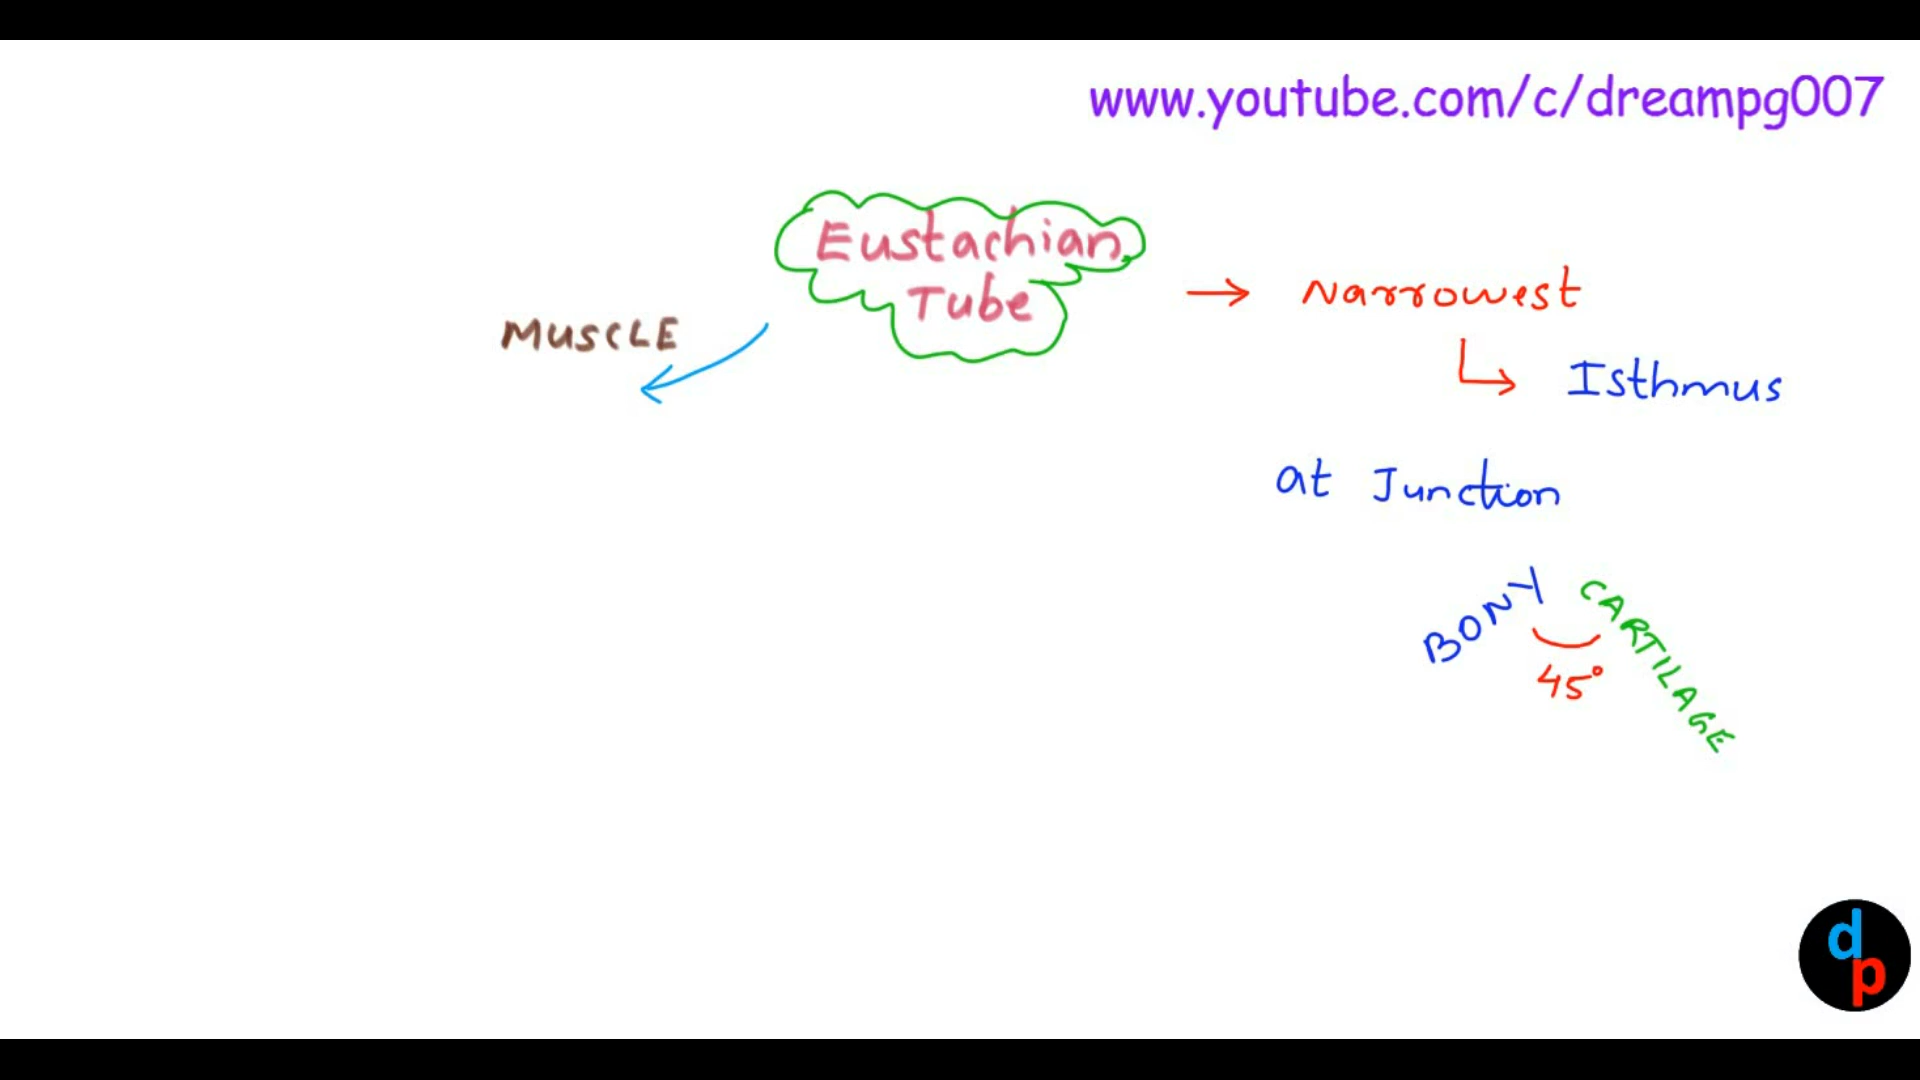 www.youtube.com/c/dreampg007
Eustachian
Tube
MUSCLE
Narrowest
Isthmus
at Junction
BONY CARTILAGE
45°
dp